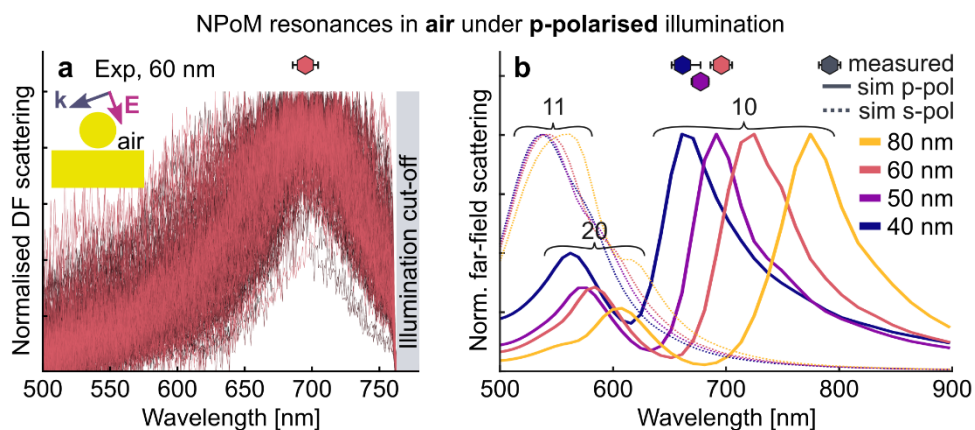 NPoM resonances in air under p-polarised illumination
a Exp, 60 nm
k E
air
Illumination cut-off
Normalised DF scattering
500 550 600 650 700 750
Wavelength [nm]
b
measured
sim p-pol
sim s-pol
80 nm
60 nm
50 nm
40 nm
11
10
20
Norm. far-field scattering
500 600 700 800 900
Wavelength [nm]